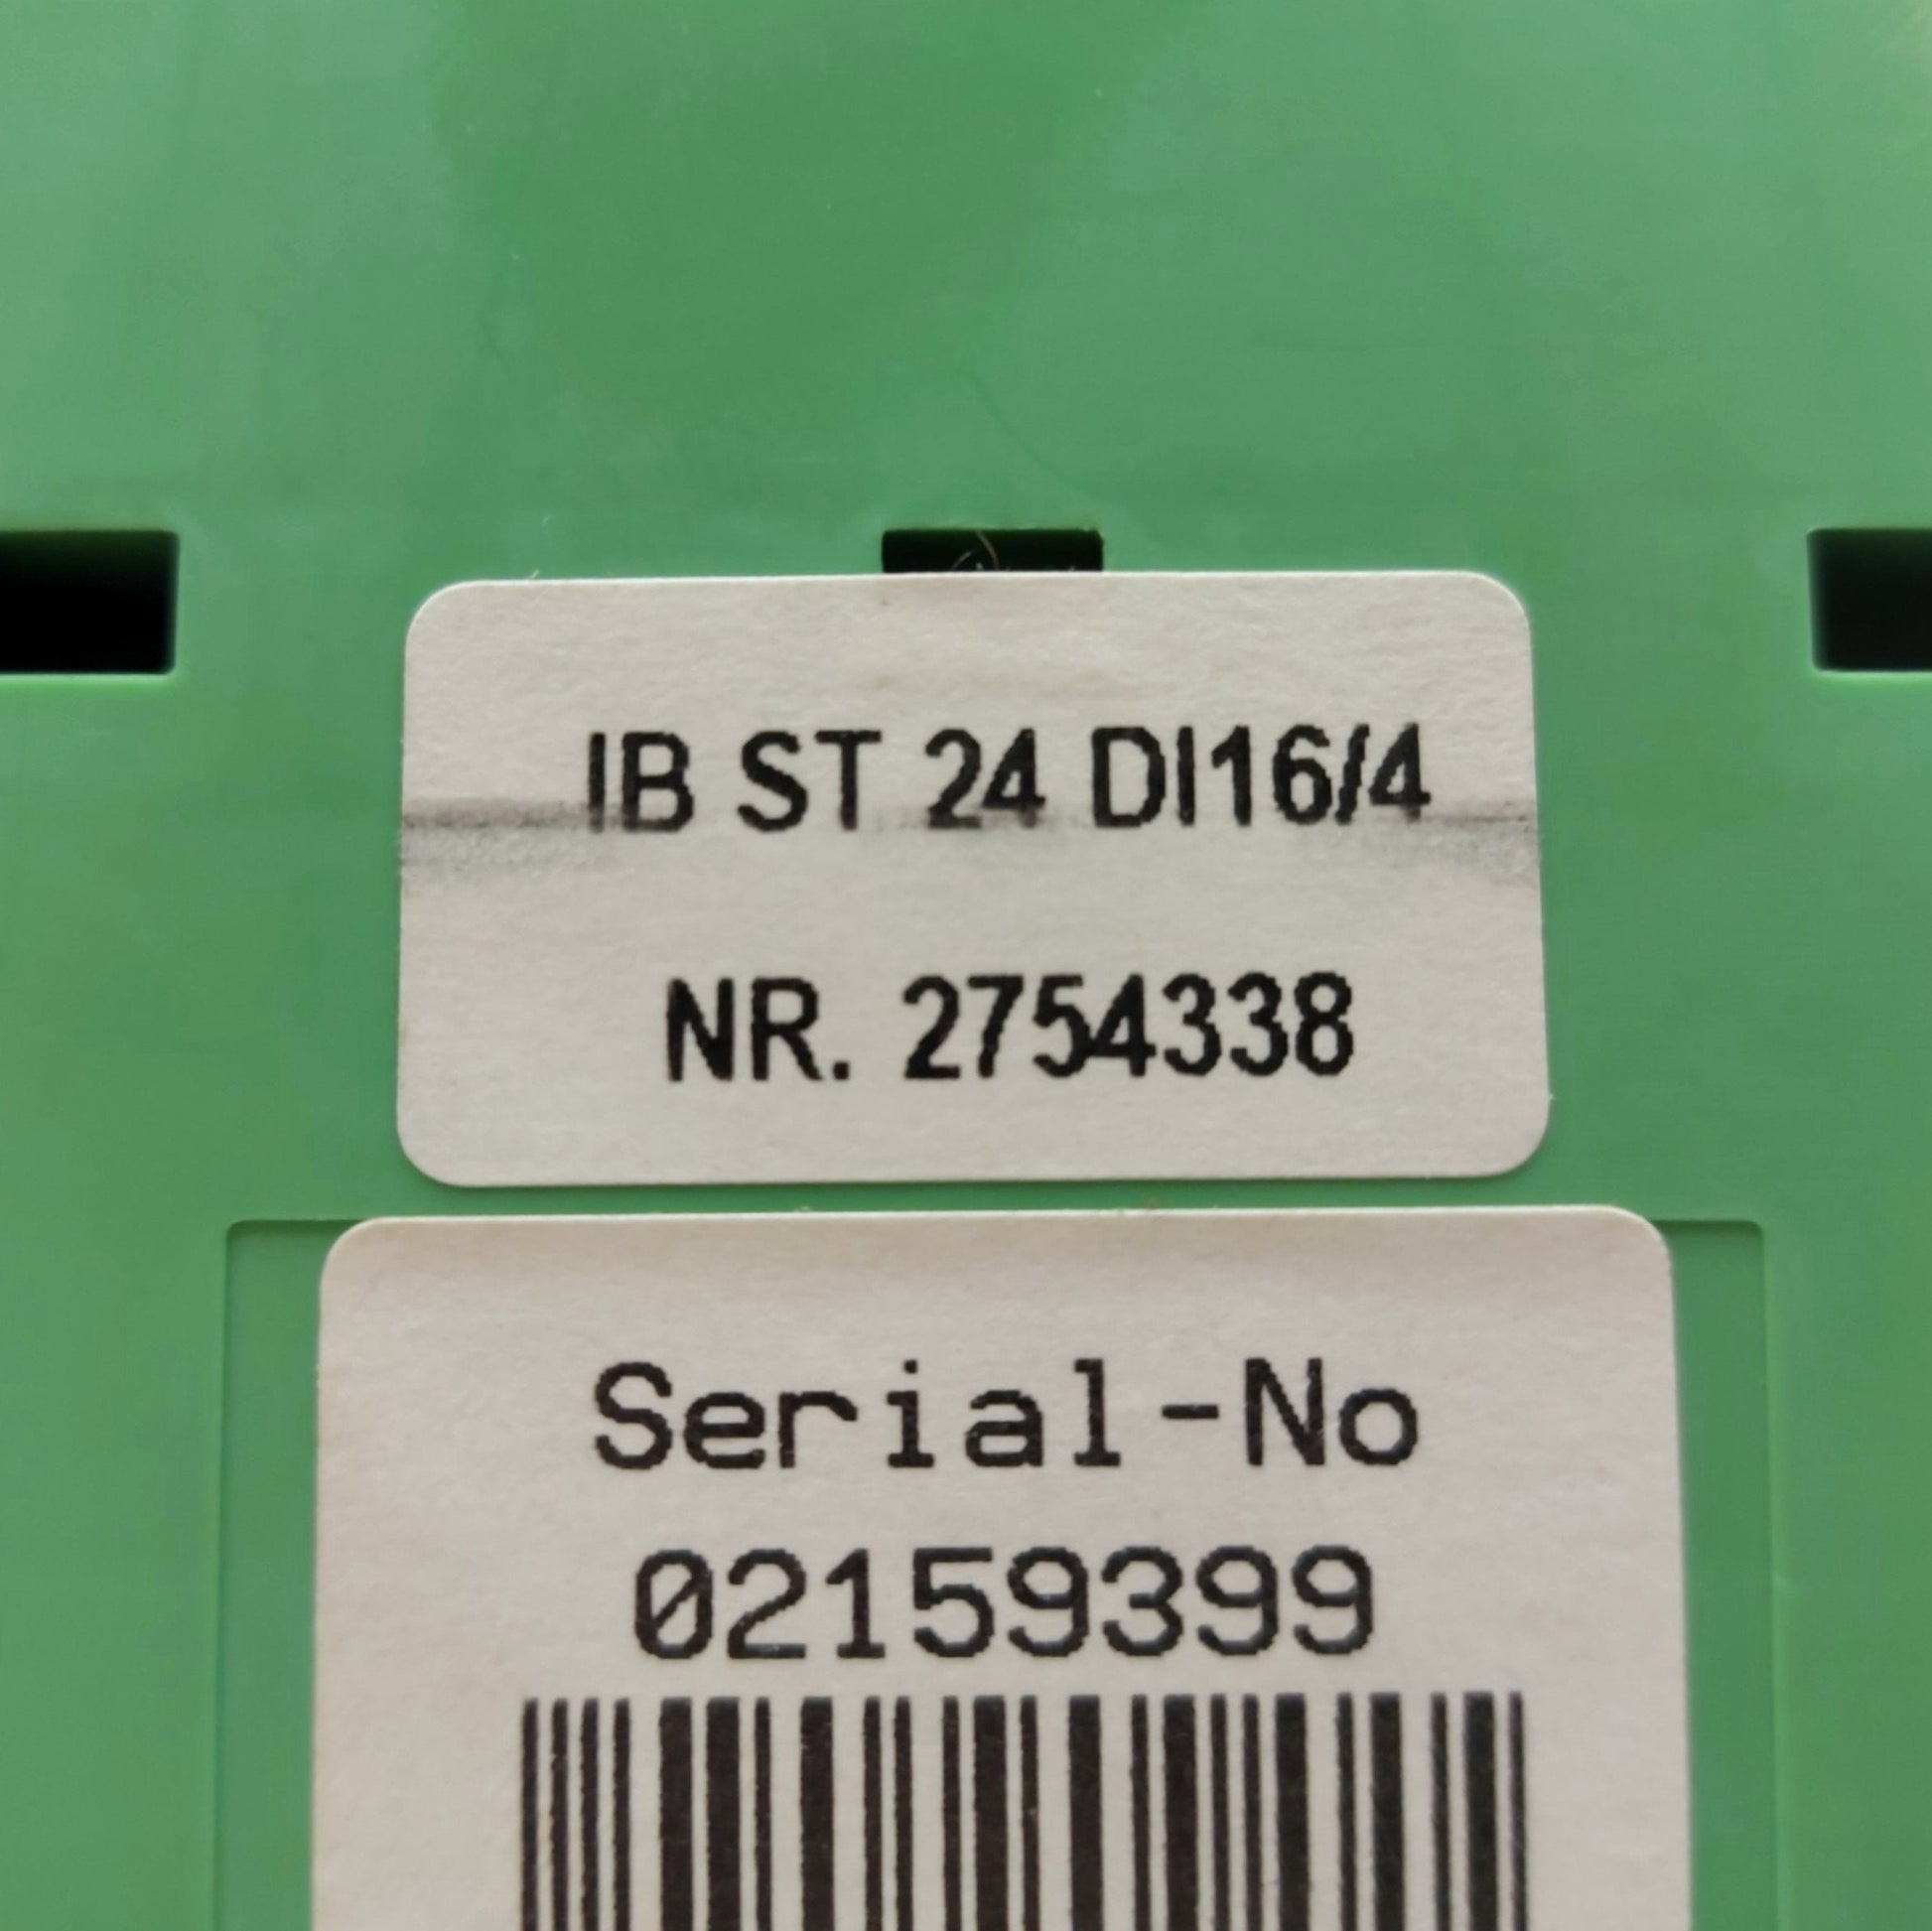 IB ST 24 DI16/4
NR. 2754338
Serial-No
02159399